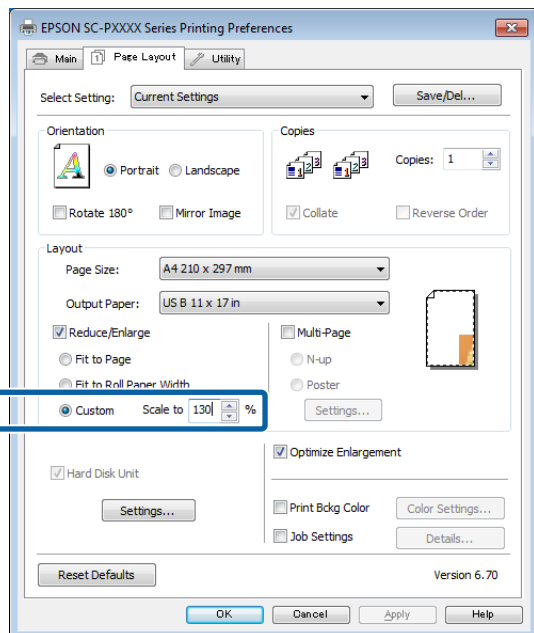 EPSON SC-PXXXX Series Printing Preferences
Main Page Layout Utility
Select Setting: Current Settings Save/Del...
Orientation Copies
Portrait Landscape Copies: 1
Rotate 180° Mirror Image Collate Reverse Order
Layout
Page Size: A4 210 x 297 mm
Output Paper: US B 11 x 17 in
Reduce/Enlarge Multi-Page
Fit to Page N-up
Fit to Roll Paper Width Poster
Custom Scale to 130 % Settings...
Optimize Enlargement
Hard Disk Unit
Settings... Print Bckg Color Color Settings...
Job Settings Details...
Reset Defaults Version 6.70
OK Cancel Apply Help